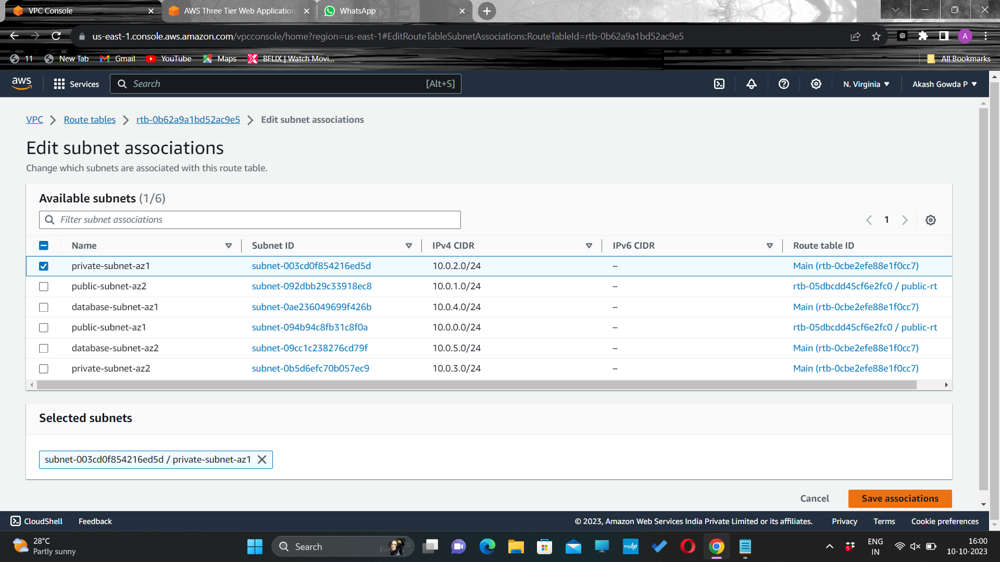 VPC Console
AWS Three Tier Web Application
WhatsApp
us-east-1.console.aws.amazon.com/vpcconsole/home?region=us-east-1#EditRouteTableSubnetAssociations:RouteTableId=rtb-0b62a9a1bd52ac9e5
A
11
New Tab
Gmail
YouTube
Maps
BFLIX | Watch Movi...
All Bookmarks
aws
Services
Search
[Alt+S]
N. Virginia
Akash Gowda P
VPC
Route tables
rtb-0b62a9a1bd52ac9e5
Edit subnet associations
Edit subnet associations
Change which subnets are associated with this route table.
Available subnets (1/6)
Filter subnet associations
1
Name Subnet ID IPv4 CIDR IPv6 CIDR Route table ID
private-subnet-az1 subnet-003cd0f854216ed5d 10.0.2.0/24 – Main (rtb-0cbe2efe88e1f0cc7)
public-subnet-az2 subnet-092dbb29c33918ec8 10.0.1.0/24 – rtb-05dbcdd45cf6e2fc0 / public-rt
database-subnet-az1 subnet-0ae236049699f426b 10.0.4.0/24 – Main (rtb-0cbe2efe88e1f0cc7)
public-subnet-az1 subnet-094b94c8fb31c8f0a 10.0.0.0/24 – rtb-05dbcdd45cf6e2fc0 / public-rt
database-subnet-az2 subnet-09cc1c238276cd79f 10.0.5.0/24 – Main (rtb-0cbe2efe88e1f0cc7)
private-subnet-az2 subnet-0b5d6efc70b057ec9 10.0.3.0/24 – Main (rtb-0cbe2efe88e1f0cc7)
Selected subnets
subnet-003cd0f854216ed5d / private-subnet-az1
Cancel
Save associations
CloudShell
Feedback
© 2023, Amazon Web Services India Private Limited or its affiliates.
Privacy
Terms
Cookie preferences
28°C
Partly sunny
Search
myhp
1
ENG
IN
16:00
10-10-2023